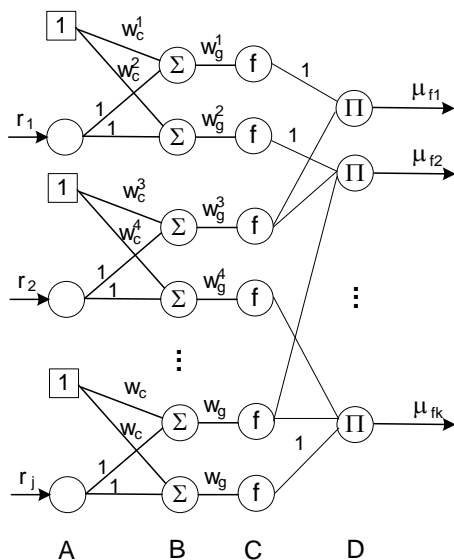 1 w_c^1 Σ w_g^1 f 1 Π μ_f1
w_c^2
r_1 1 1 Σ w_g^2 f 1 Π μ_f2
1 w_c^3 Σ w_g^3 f
w_c^4
r_2 1 1 Σ w_g^4 f
⋮ ⋮
1 w_c Σ w_g f Π μ_fk
w_c
r_j 1 1 Σ w_g f 1
A B C D